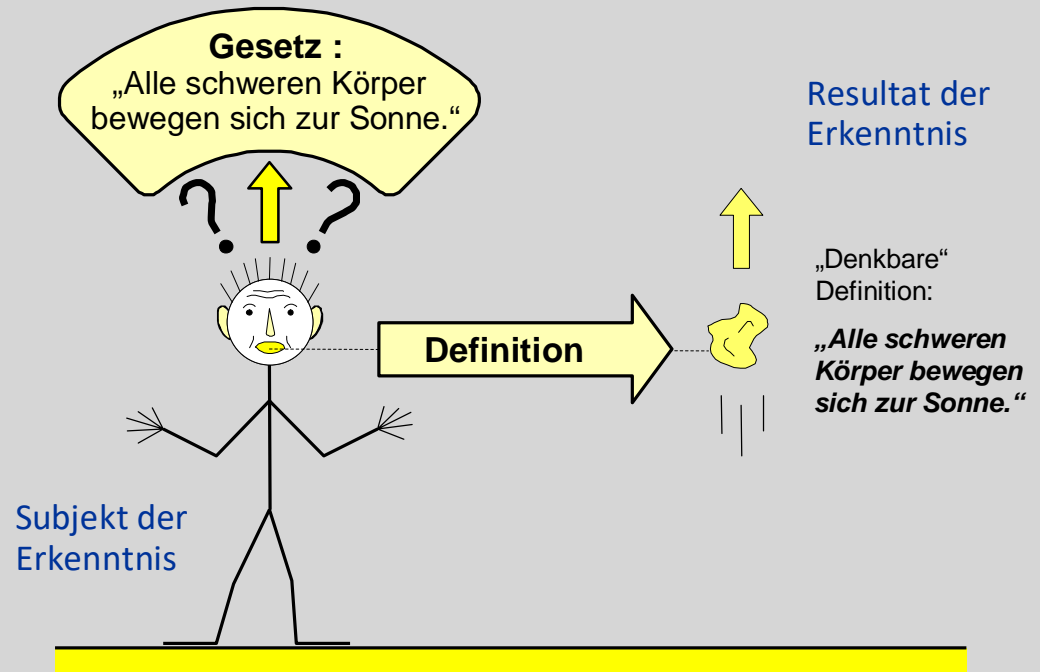 Gesetz :
„Alle schweren Körper
bewegen sich zur Sonne.“
? ?
Resultat der
Erkenntnis
„Denkbare“
Definition:
„Alle schweren
Körper bewegen
sich zur Sonne.“
Definition
Subjekt der
Erkenntnis